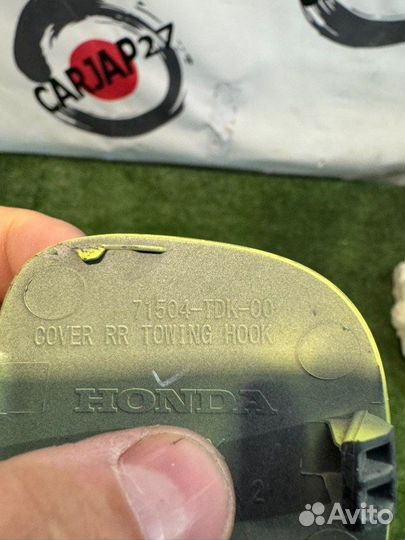 CARJAP27
71504-TDK-00
COVER RR TOWING HOOK
HONDA
Avito